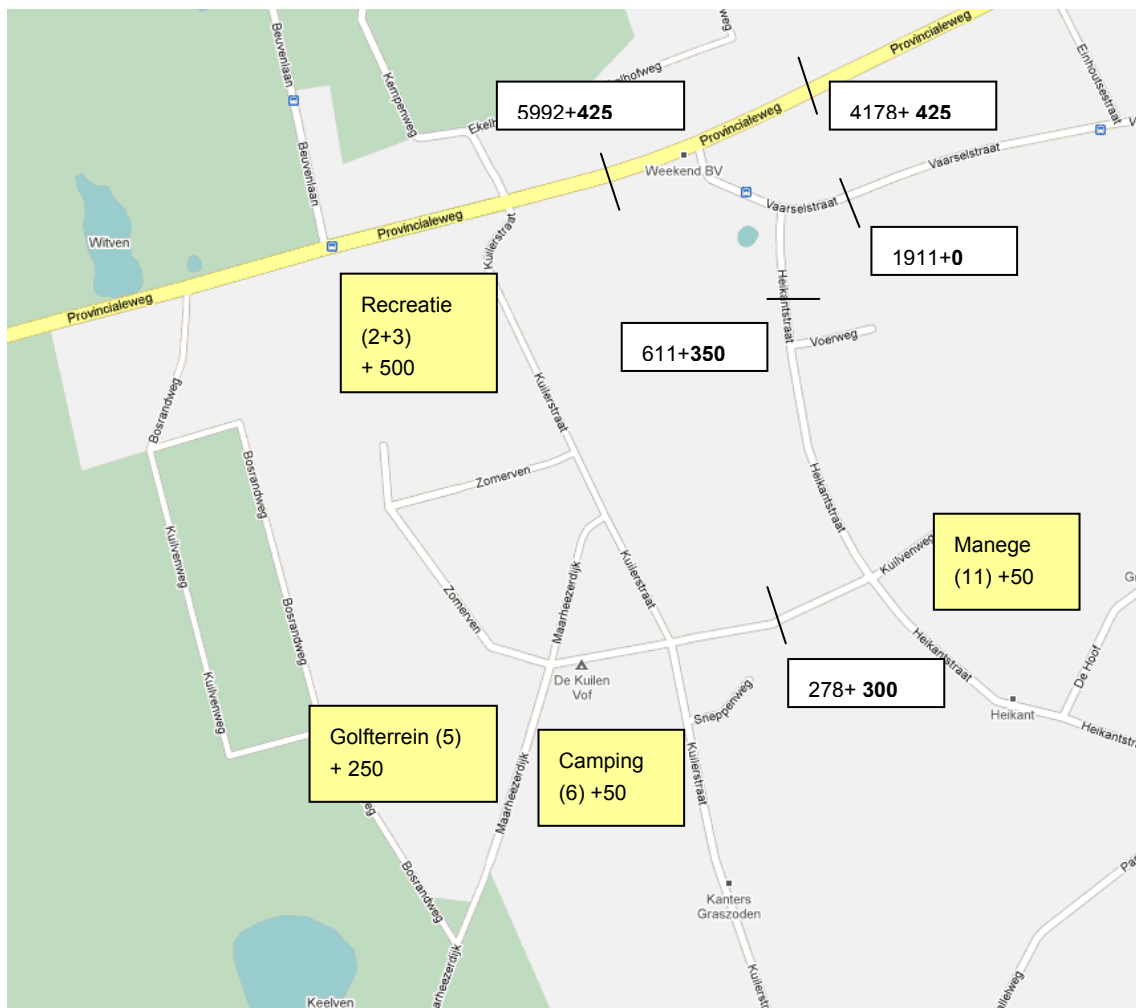 Beuvenlaan
Kempenweg
Provincialeweg
Einhoutsestraat
5992+425
4178+ 425
Beuvenlaan
Provincialeweg
Weekend BV
Vaarselstraat
Vaarselstraat
Witven
Provincialeweg
Kuilerstraat
1911+0
Provincialeweg
Recreatie
(2+3)
+ 500
Heikantstraat
611+350
Voerweg
Bosrandweg
Kuilerstraat
Bosrandweg
Zomerven
Heikantstraat
Kuilvenweg
Kuilerstraat
Kuilvenweg
Manege
(11) +50
Maarheezerdijk
Zomerven
Bosrandweg
Heikantstraat
De Hoof
De Kuilen
Vof
278+ 300
Kuilvenweg
Sneppenweg
Heikant
Golfterrein (5)
+ 250
Camping
(6) +50
Kuilerstraat
Maarheezerdijk
Bosrandweg
Kanters
Graszoden
Keelven